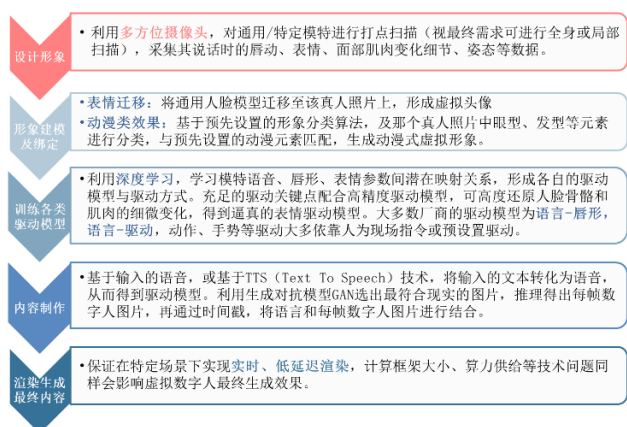 设计形象
•利用多方位摄像头，对通用/特定模特进行打点扫描（视最终需求可进行全身或局部
扫描），采集其说话时的唇动、表情、面部肌肉变化细节、姿态等数据。
形象建模
及绑定
•表情迁移：将通用人脸模型迁移至该真人照片上，形成虚拟头像
•动漫类效果：基于预先设置的形象分类算法，及那个真人照片中眼型、发型等元素
进行分类，与预先设置的动漫元素匹配，生成动漫式虚拟形象。
训练各类
驱动模型
•利用深度学习，学习模特语音、唇形、表情参数间潜在映射关系，形成各自的驱动
模型与驱动方式。充足的驱动关键点配合高精度驱动模型，可高度还原人脸骨骼和
肌肉的细微变化，得到逼真的表情驱动模型。大多数厂商的驱动模型为语言-唇形，
语言-驱动，动作、手势等驱动大多依靠人为现场指令或预设置驱动。
内容制作
•基于输入的语音，或基于TTS（Text To Speech）技术，将输入的文本转化为语音，
从而得到驱动模型。利用生成对抗模型GAN选出最符合现实的图片，推理得出每帧数
字人图片，再通过时间戳，将语言和每帧数字人图片进行结合。
渲染生成
最终内容
•保证在特定场景下实现实时、低延迟渲染，计算框架大小、算力供给等技术问题同
样会影响虚拟数字人最终生成效果。